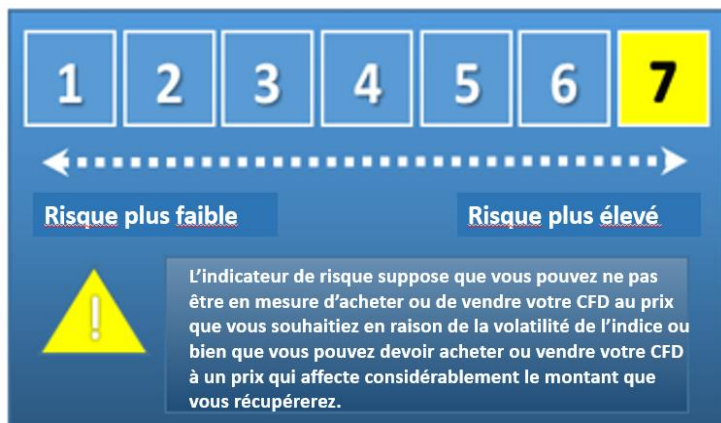 1 2 3 4 5 6 7
Risque plus faible Risque plus élevé
!
L'indicateur de risque suppose que vous pouvez ne pas
être en mesure d'acheter ou de vendre votre CFD au prix
que vous souhaitiez en raison de la volatilité de l'indice ou
bien que vous pouvez devoir acheter ou vendre votre CFD
à un prix qui affecte considérablement le montant que
vous récupérerez.